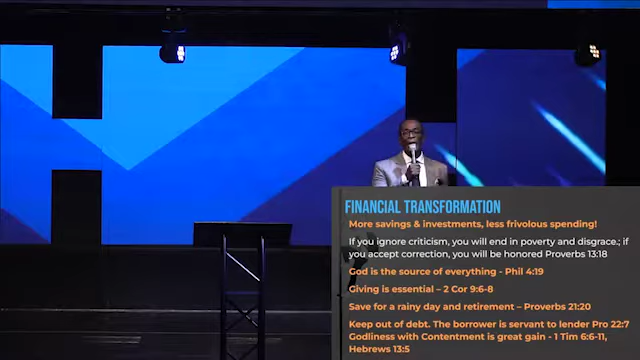 FINANCIAL TRANSFORMATION
More savings & investments, less frivolous spending!
If you ignore criticism, you will end in poverty and disgrace.; if
you accept correction, you will be honored Proverbs 13:18
God is the source of everything - Phil 4:19
Giving is essential – 2 Cor 9:6-8
Save for a rainy day and retirement – Proverbs 21:20
Keep out of debt. The borrower is servant to lender Pro 22:7
Godliness with Contentment is great gain - 1 Tim 6:6-11,
Hebrews 13:5